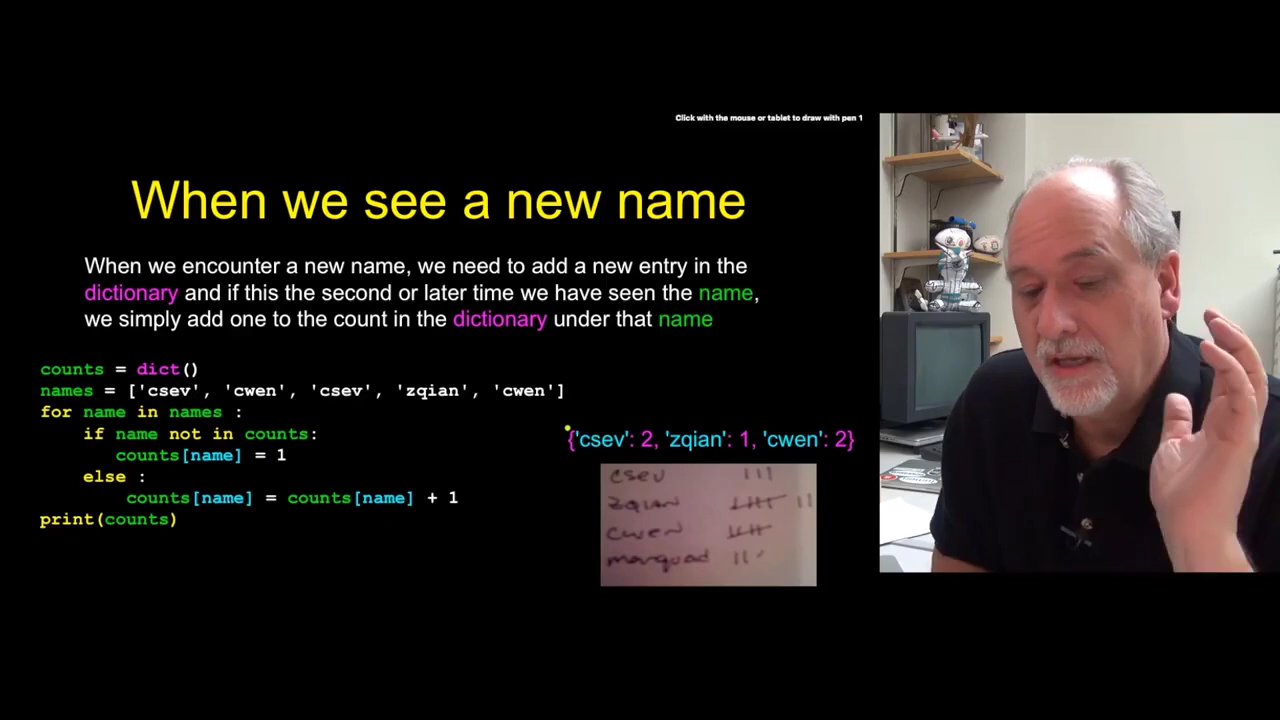 Click with the mouse or tablet to draw with pen 1
When we see a new name
When we encounter a new name, we need to add a new entry in the
dictionary and if this the second or later time we have seen the name,
we simply add one to the count in the dictionary under that name
counts = dict()
names = ['csev', 'cwen', 'csev', 'zqian', 'cwen']
for name in names :
    if name not in counts:
       counts[name] = 1
    else :
        counts[name] = counts[name] + 1
print(counts)
{'csev': 2, 'zqian': 1, 'cwen': 2}
csev
zqian
cwen
marquard